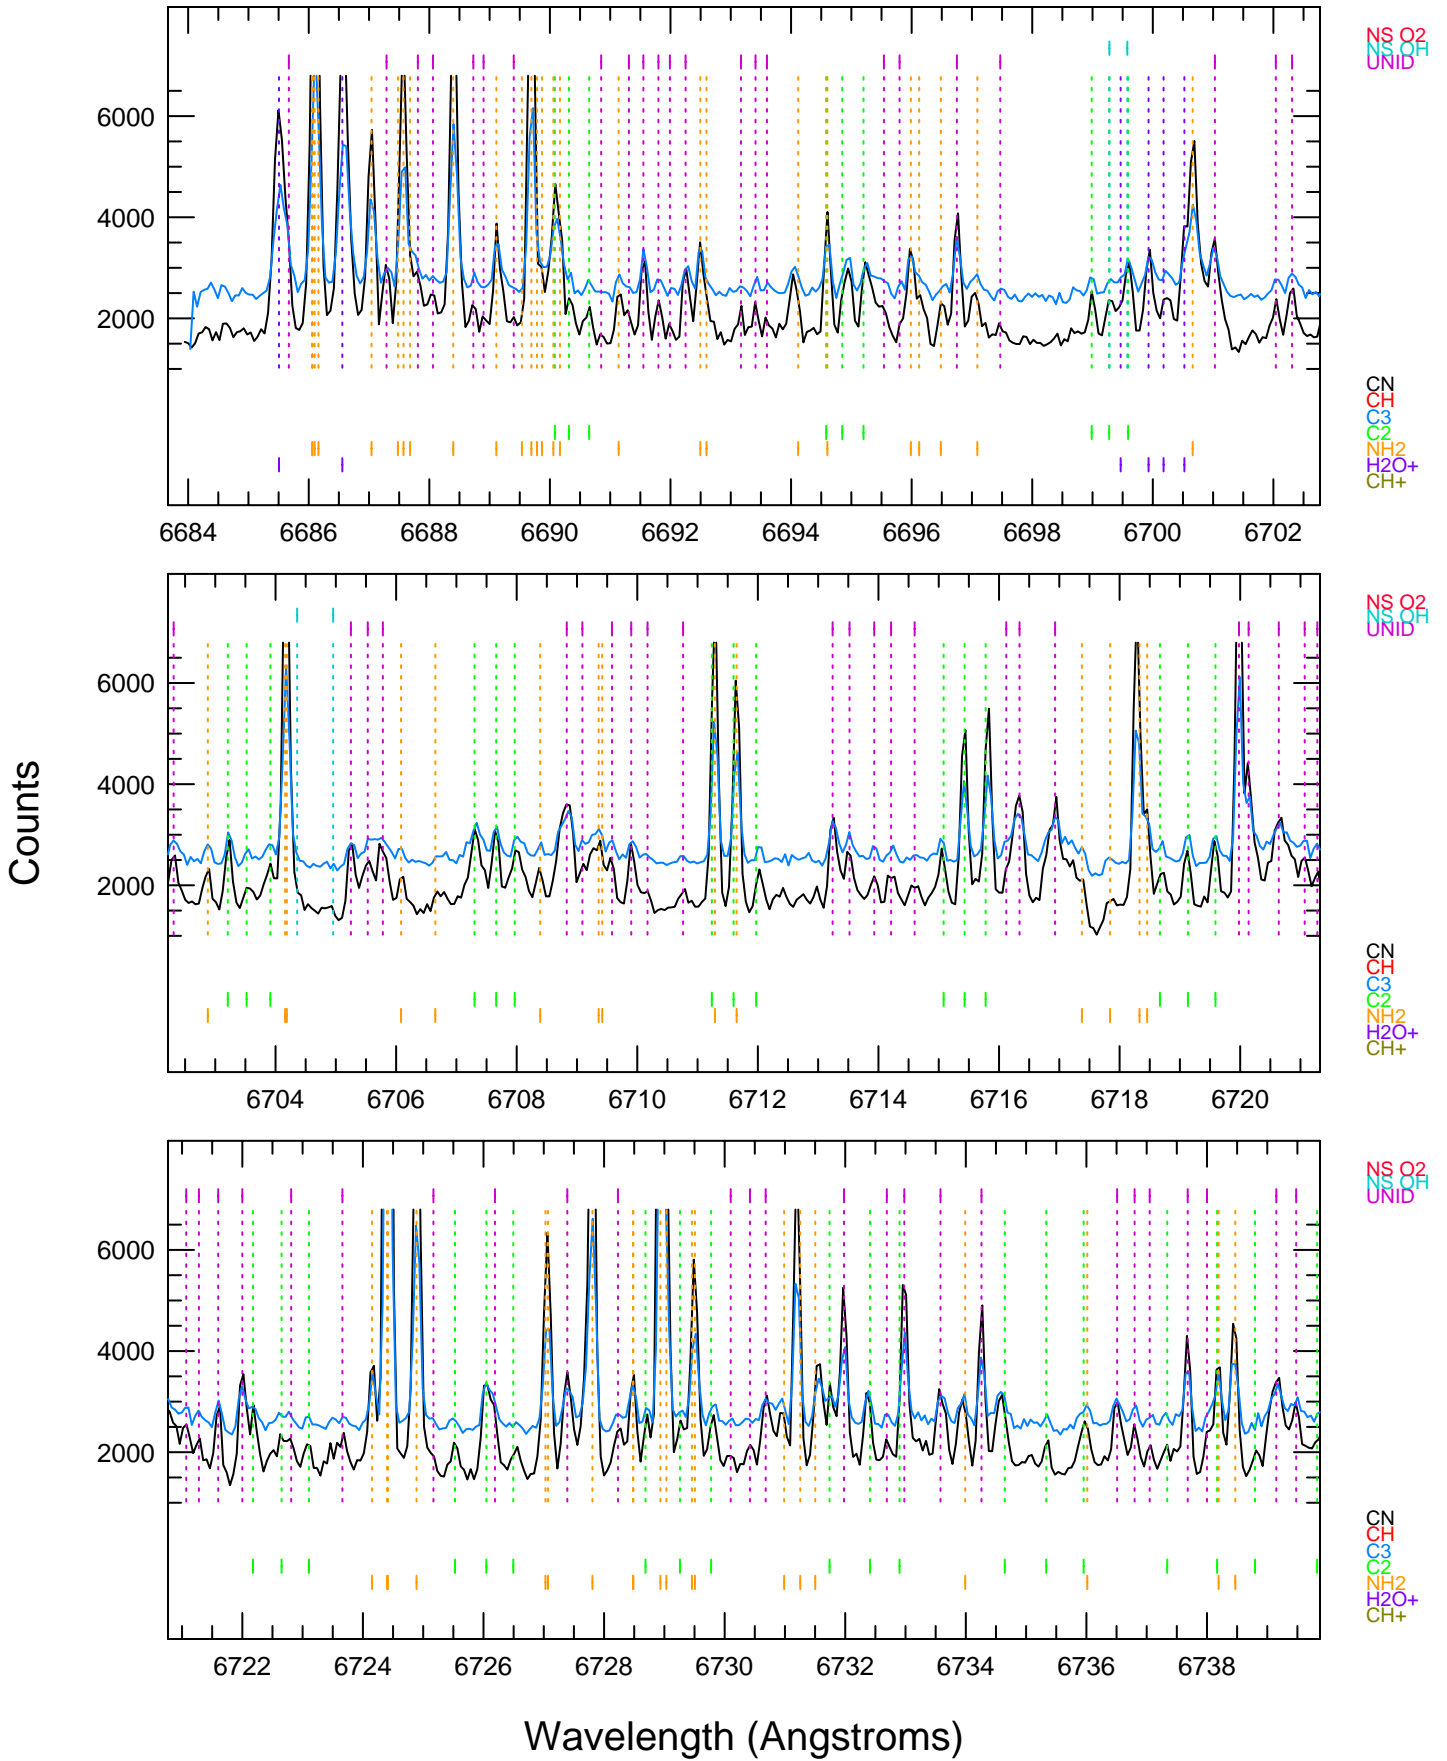 NS O2
NS OH
UNID
6000
4000
2000
CN
CH
C3
C2
NH2
H2O+
CH+
6684 6686 6688 6690 6692 6694 6696 6698 6700 6702
NS O2
NS OH
UNID
6000
4000
2000
Counts
CN
CH
C3
C2
NH2
H2O+
CH+
6704 6706 6708 6710 6712 6714 6716 6718 6720
NS O2
NS OH
UNID
6000
4000
2000
CN
CH
C3
C2
NH2
H2O+
CH+
6722 6724 6726 6728 6730 6732 6734 6736 6738
Wavelength (Angstroms)